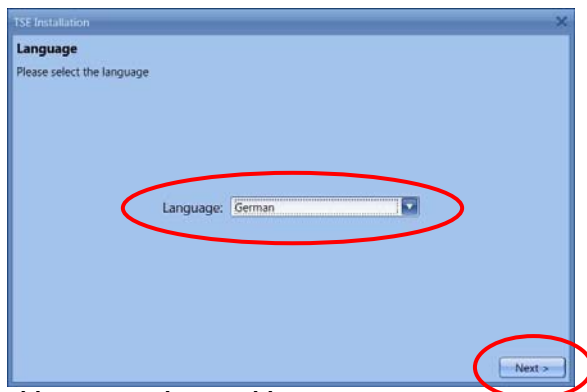 TSE Installation
Language
Please select the language
Language: German
Next >